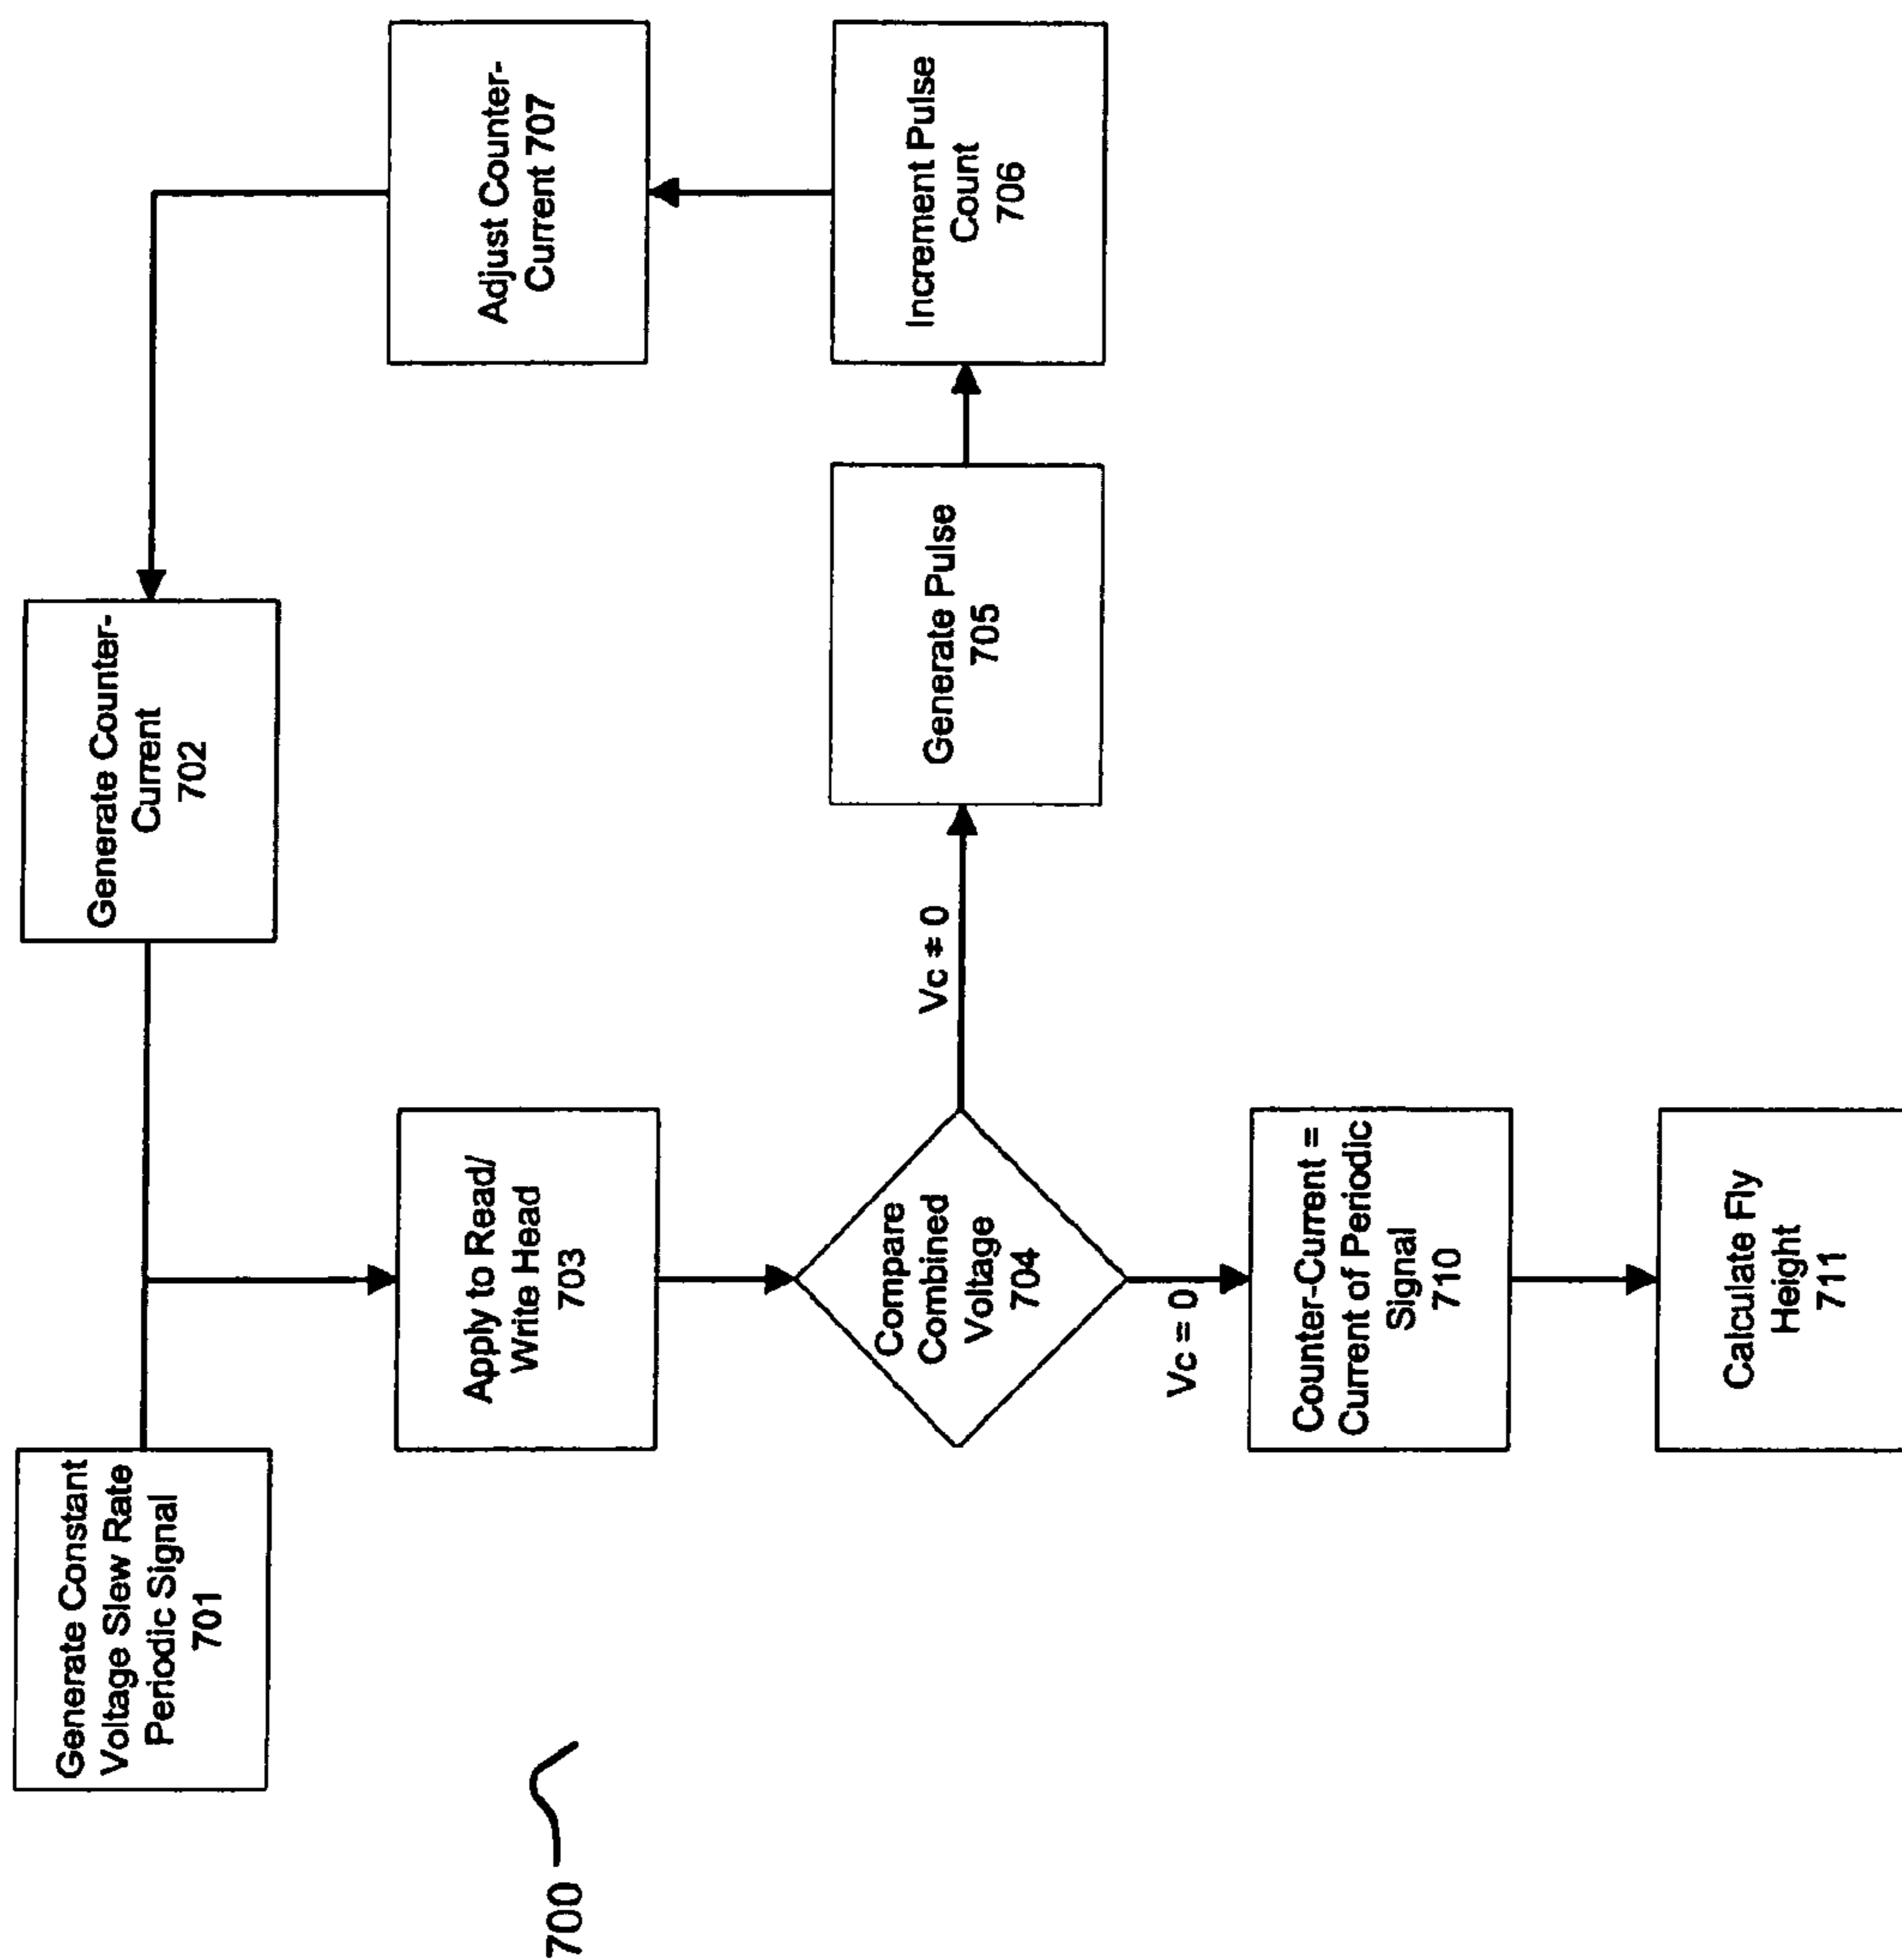 700
Generate Constant
Voltage Slew Rate
Periodic Signal
701
Generate Counter-
Current
702
Apply to Read/
Write Head
703
Compare
Combined
Voltage
704
Vc ≠ 0
Generate Pulse
705
Increment Pulse
Count
706
Adjust Counter-
Current 707
Vc = 0
Counter-Current =
Current of Periodic
Signal
710
Calculate Fly
Height
711